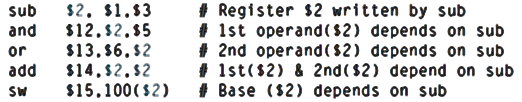 sub $2, $1,$3 # Register $2 written by sub
and $12,$2,$5 # 1st operand($2) depends on sub
or $13,$6,$2 # 2nd operand($2) depends on sub
add $14,$2,$2 # 1st($2) & 2nd($2) depend on sub
sw $15,100($2) # Base ($2) depends on sub